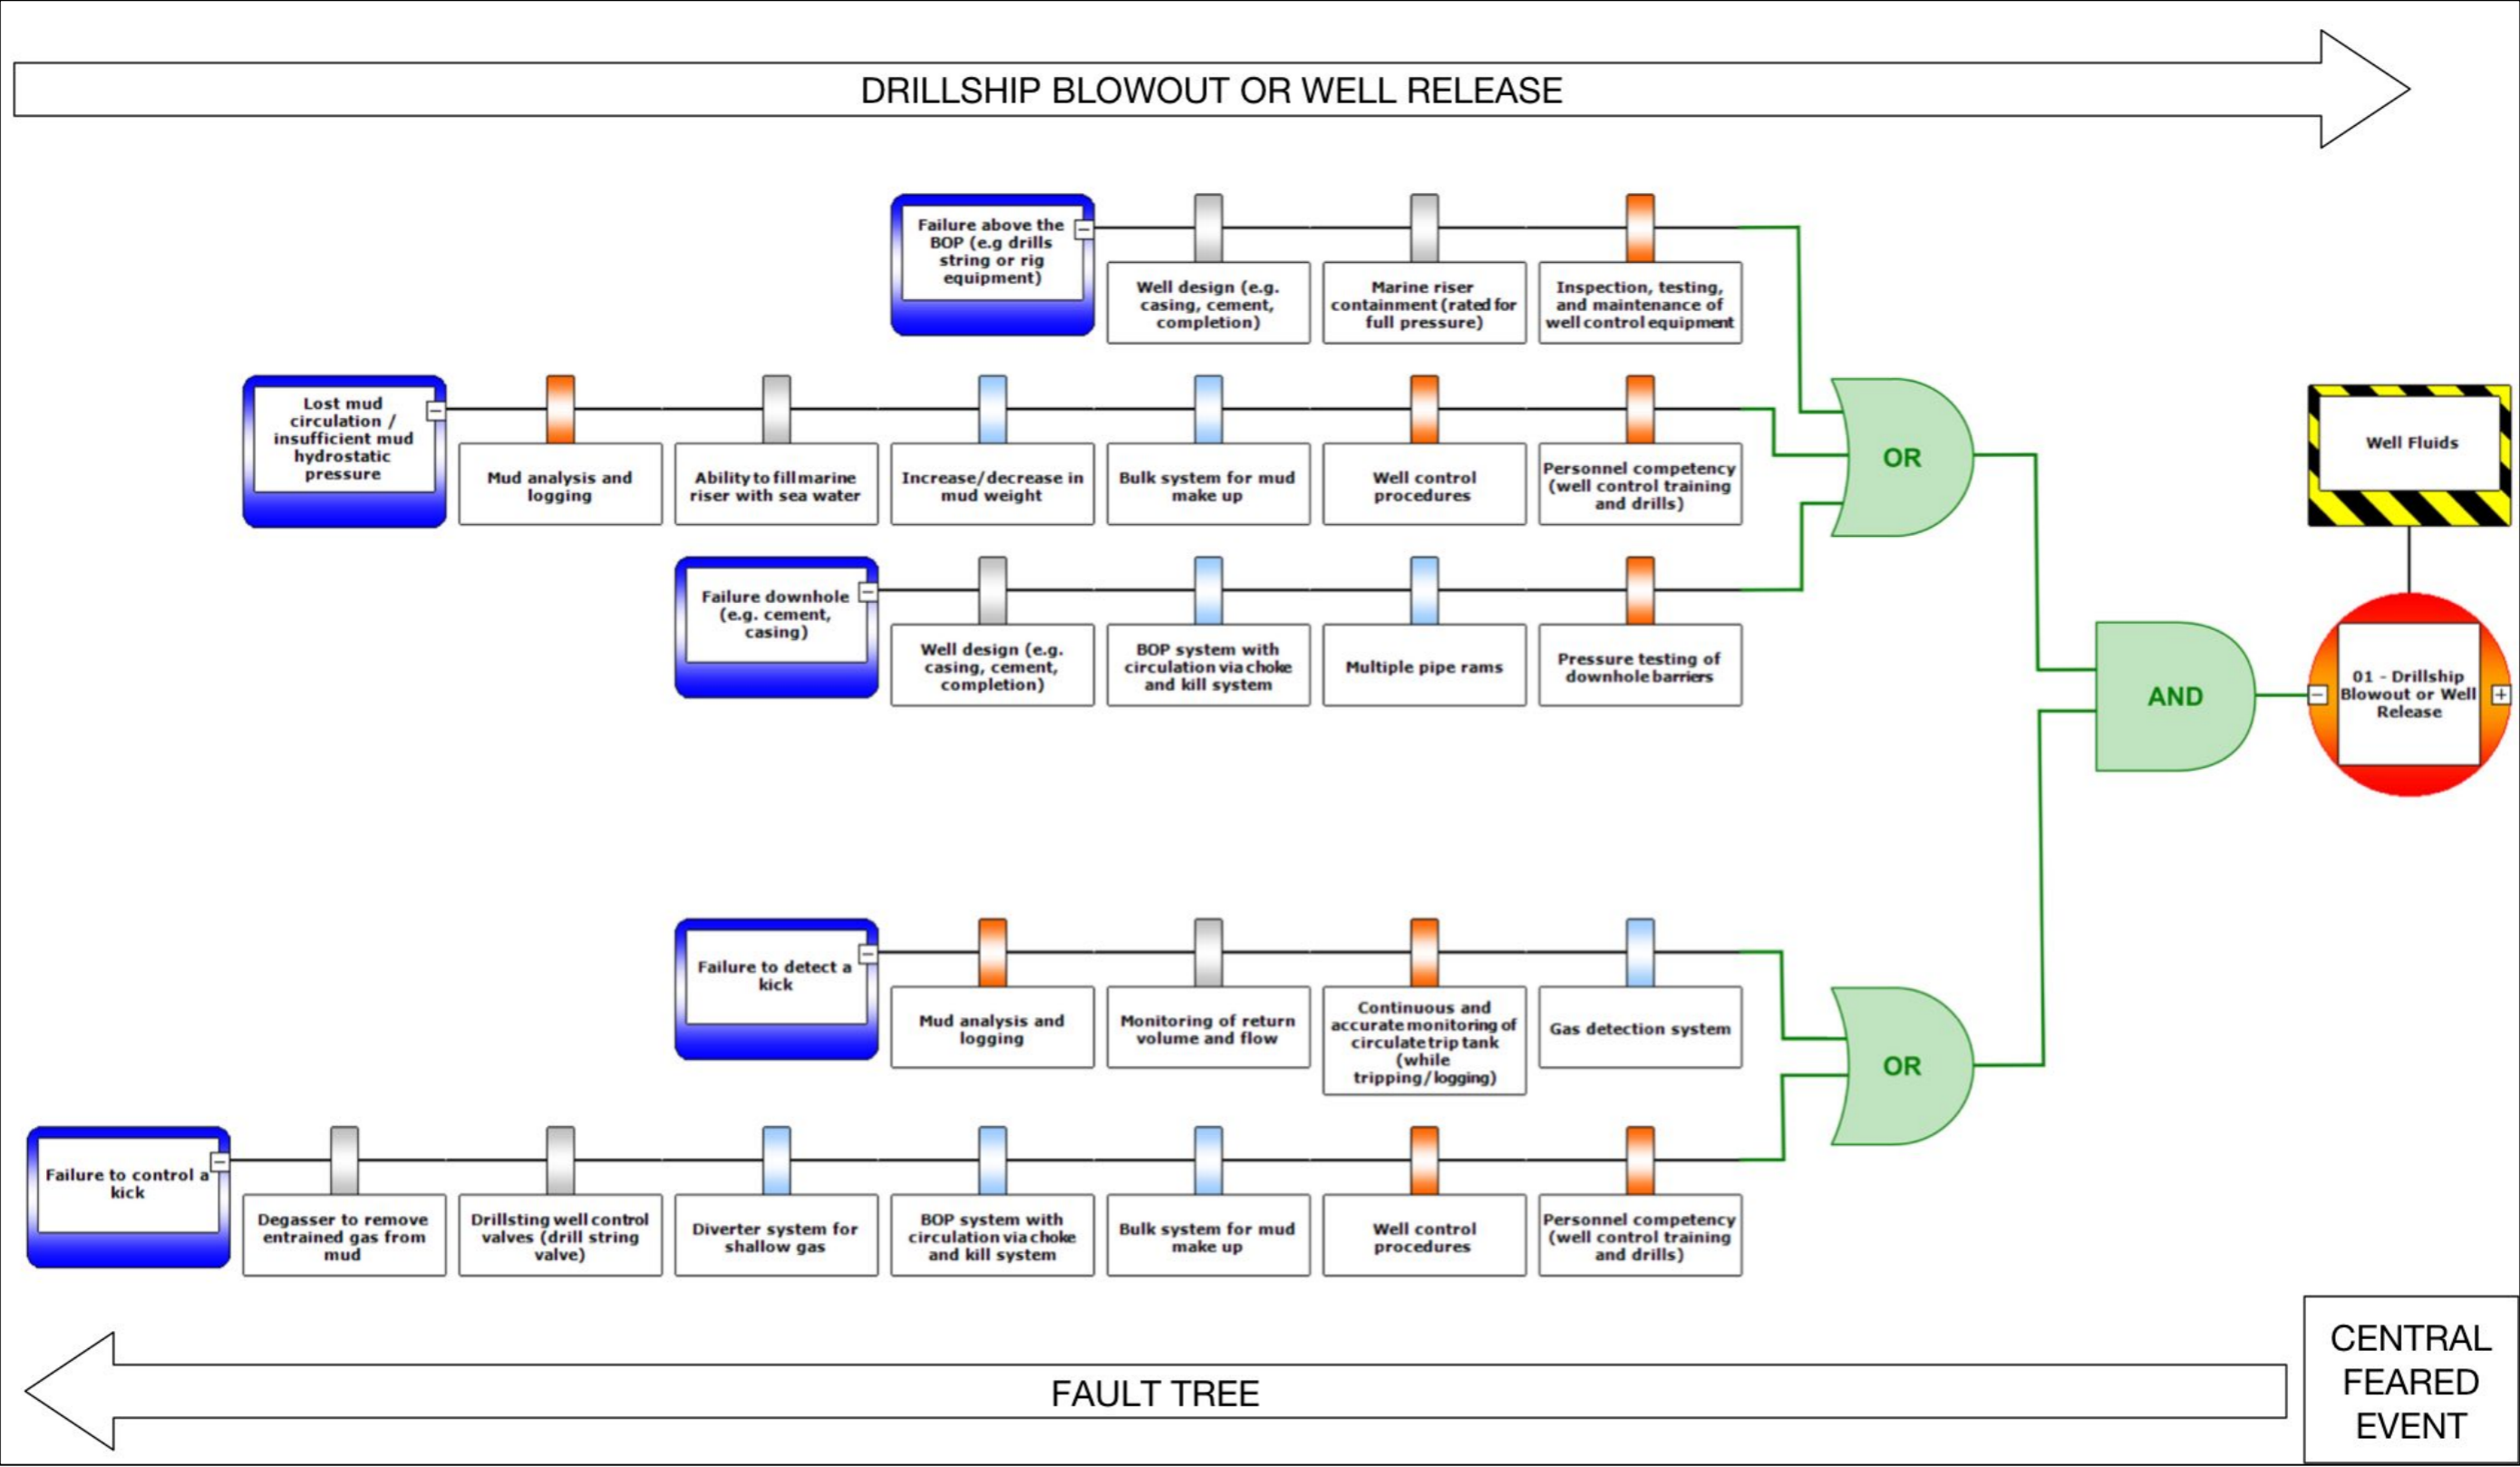 DRILLSHIP BLOWOUT OR WELL RELEASE
Failure above the
BOP (e.g drills
string or rig
equipment)
Well design (e.g.
casing, cement,
completion)
Marine riser
containment (rated for
full pressure)
Inspection, testing,
and maintenance of
well control equipment
Lost mud
circulation /
insufficient mud
hydrostatic
pressure
Mud analysis and
logging
Ability to fill marine
riser with sea water
Increase/decrease in
mud weight
Bulk system for mud
make up
Well control
procedures
Personnel competency
(well control training
and drills)
OR
Well Fluids
Failure downhole
(e.g. cement,
casing)
Well design (e.g.
casing, cement,
completion)
BOP system with
circulation via choke
and kill system
Multiple pipe rams
Pressure testing of
downhole barriers
AND
01 - Drillship
Blowout or Well
Release
Failure to detect a
kick
Mud analysis and
logging
Monitoring of return
volume and flow
Continuous and
accurate monitoring of
circulate trip tank
(while
tripping/logging)
Gas detection system
OR
Failure to control a
kick
Degasser to remove
entrained gas from
mud
Drillsting well control
valves (drill string
valve)
Diverter system for
shallow gas
BOP system with
circulation via choke
and kill system
Bulk system for mud
make up
Well control
procedures
Personnel competency
(well control training
and drills)
FAULT TREE
CENTRAL
FEARED
EVENT